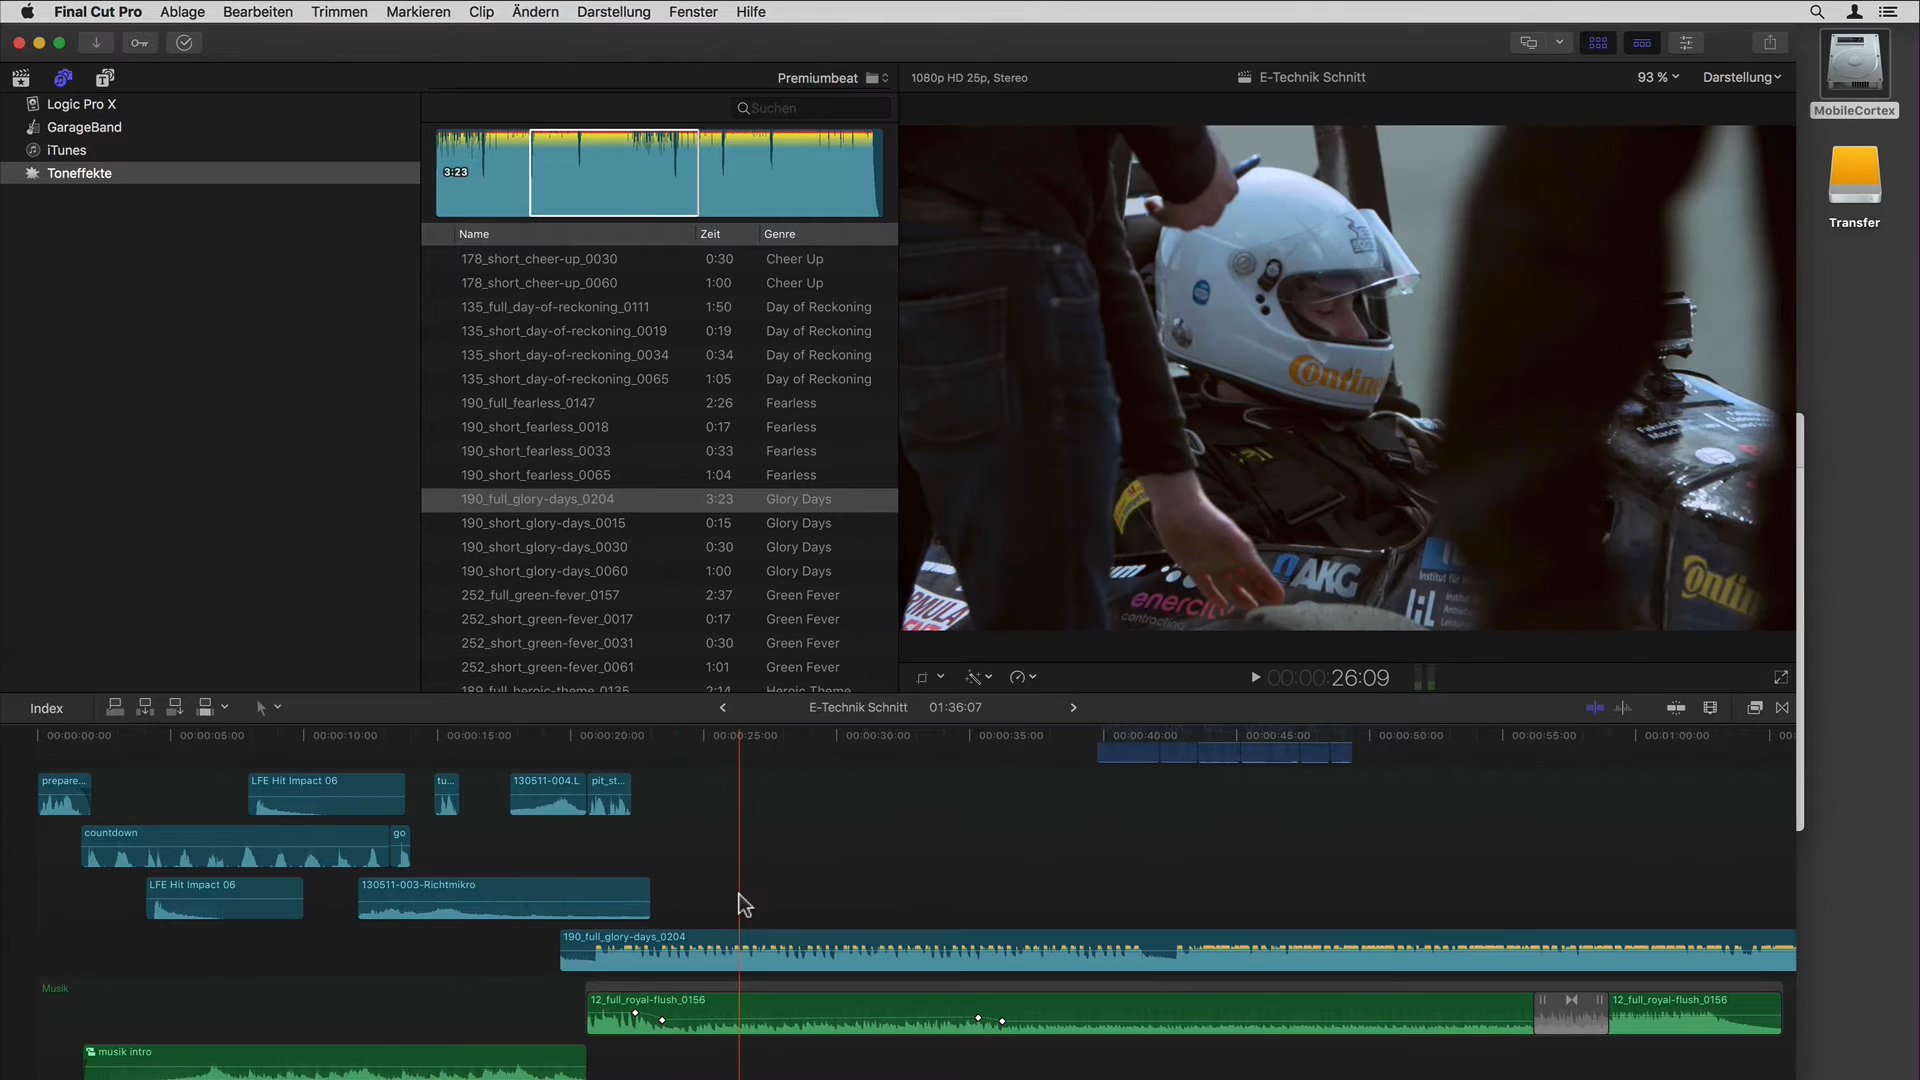 Final Cut Pro Ablage Bearbeiten Trimmen Markieren Clip Ändern Darstellung Fenster Hilfe
Premiumbeat
1080p HD 25p, Stereo
E-Technik Schnitt
93 %
Darstellung
MobileCortex
Transfer
Logic Pro X
GarageBand
iTunes
Toneffekte
Suchen
3:23
Name Zeit Genre
178_short_cheer-up_0030 0:30 Cheer Up
178_short_cheer-up_0060 1:00 Cheer Up
135_full_day-of-reckoning_0111 1:50 Day of Reckoning
135_short_day-of-reckoning_0019 0:19 Day of Reckoning
135_short_day-of-reckoning_0034 0:34 Day of Reckoning
135_short_day-of-reckoning_0065 1:05 Day of Reckoning
190_full_fearless_0147 2:26 Fearless
190_short_fearless_0018 0:17 Fearless
190_short_fearless_0033 0:33 Fearless
190_short_fearless_0065 1:04 Fearless
190_full_glory-days_0204 3:23 Glory Days
190_short_glory-days_0015 0:15 Glory Days
190_short_glory-days_0030 0:30 Glory Days
190_short_glory-days_0060 1:00 Glory Days
252_full_green-fever_0157 2:37 Green Fever
252_short_green-fever_0017 0:17 Green Fever
252_short_green-fever_0031 0:30 Green Fever
252_short_green-fever_0061 1:01 Green Fever
189_full_heroic-theme_0135 2:14 Heroic Theme
Contine
AKG
enercity
contracting
Institut für
Contin
00:00:26:09
Index
E-Technik Schnitt 01:36:07
00:00:00:00 00:00:05:00 00:00:10:00 00:00:15:00 00:00:20:00 00:00:25:00 00:00:30:00 00:00:35:00 00:00:40:00 00:00:45:00 00:00:50:00 00:00:55:00 00:01:00:00 00:
prepare... LFE Hit Impact 06 tu... 130511-004.L pit_st...
countdown go
LFE Hit Impact 06 130511-003-Richtmikro
190_full_glory-days_0204
Musik
12_full_royal-flush_0156 12_full_royal-flush_0156
musik intro